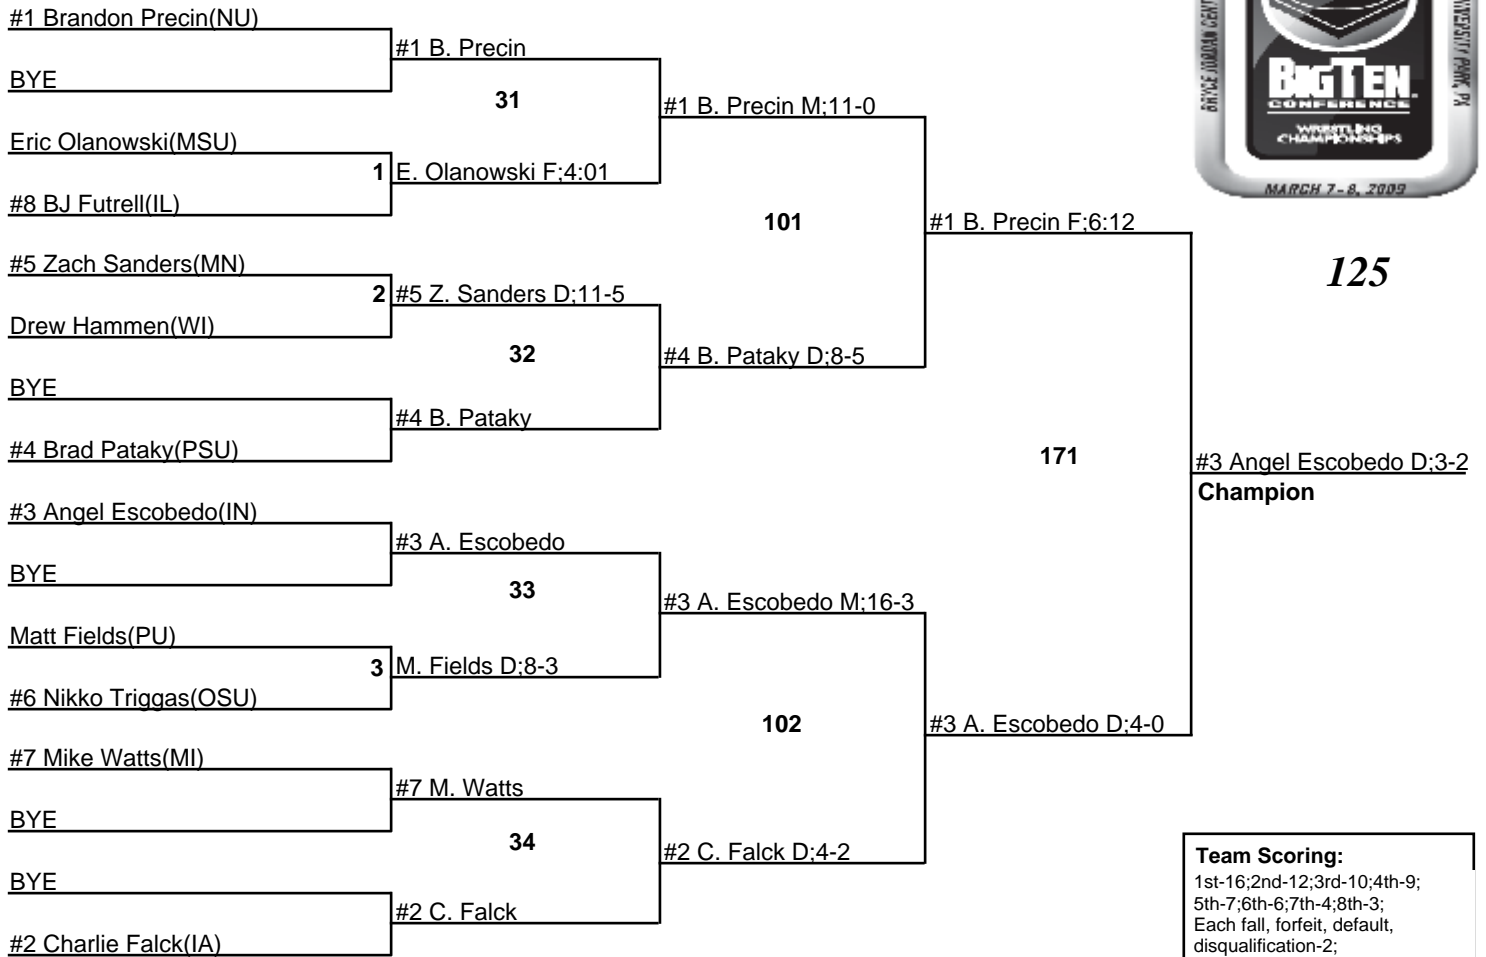 #1 Brandon Precin(NU)
BYE
Eric Olanowski(MSU)
#8 BJ Futrell(IL)
#5 Zach Sanders(MN)
Drew Hammen(WI)
BYE
#4 Brad Pataky(PSU)
#3 Angel Escobedo(IN)
BYE
Matt Fields(PU)
#6 Nikko Triggas(OSU)
#7 Mike Watts(MI)
BYE
BYE
#2 Charlie Falck(IA)
#1 B. Precin
31
1 E. Olanowski F;4:01
2 #5 Z. Sanders D;11-5
32
#4 B. Pataky
#3 A. Escobedo
33
3 M. Fields D;8-3
#7 M. Watts
34
#2 C. Falck
#1 B. Precin M;11-0
101
#4 B. Pataky D;8-5
#3 A. Escobedo M;16-3
102
#2 C. Falck D;4-2
#1 B. Precin F;6:12
171
#3 A. Escobedo D;4-0
#3 Angel Escobedo D;3-2
Champion
BRYCE JORDAN CENT
BIG TEN
CONFERENCE
WRESTLING
CHAMPIONSHIPS
MARCH 7-8, 2009
VERSITY PARK, PA
125
Team Scoring:
1st-16;2nd-12;3rd-10;4th-9;
5th-7;6th-6;7th-4;8th-3;
Each fall, forfeit, default,
disqualification-2;